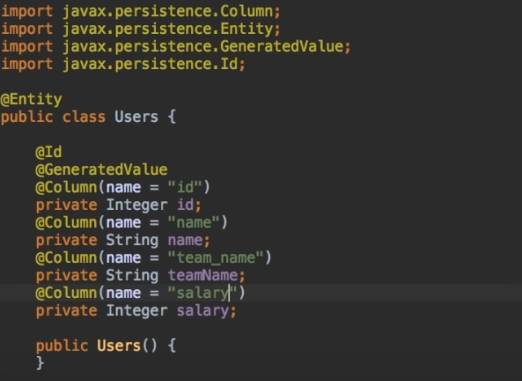 import javax.persistence.Column;
import javax.persistence.Entity;
import javax.persistence.GeneratedValue;
import javax.persistence.Id;

@Entity
public class Users {

    @Id
    @GeneratedValue
    @Column(name = "id")
    private Integer id;
    @Column(name = "name")
    private String name;
    @Column(name = "team_name")
    private String teamName;
    @Column(name = "salary")
    private Integer salary;

    public Users() {
    }